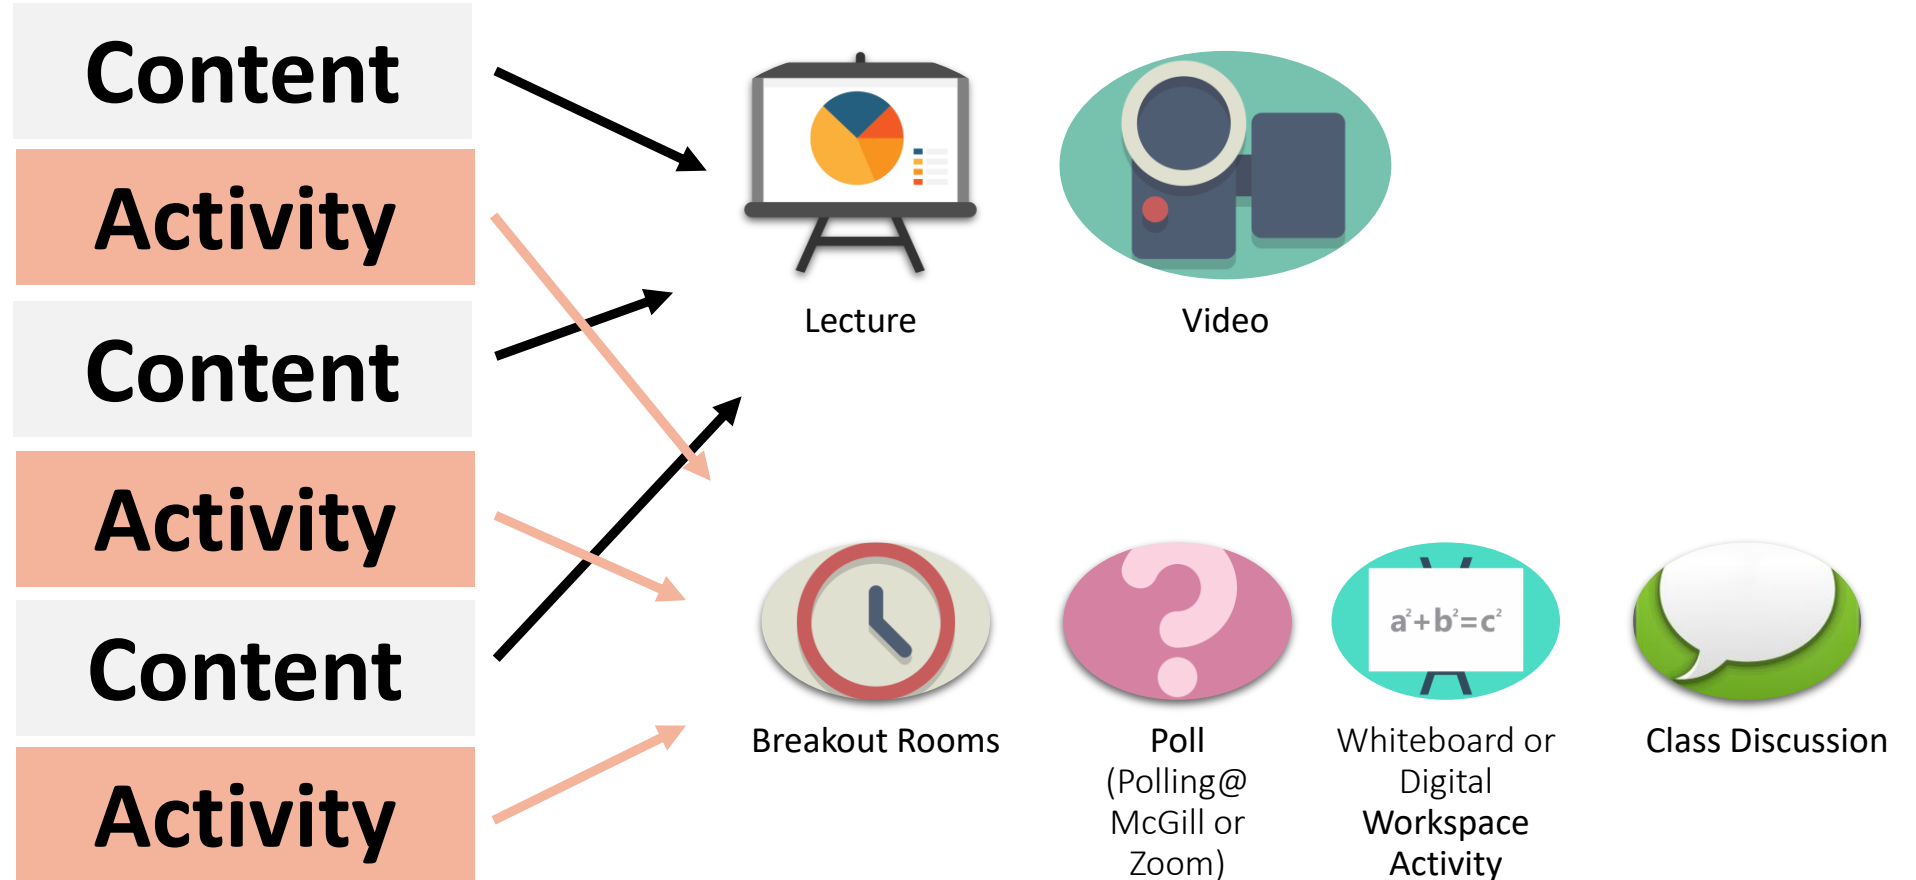 Content
Activity
Content
Activity
Content
Activity
Lecture
Video
a²+b²=c²
Breakout Rooms
Poll
(Polling@
McGill or
Zoom)
Whiteboard or
Digital
Workspace
Activity
Class Discussion